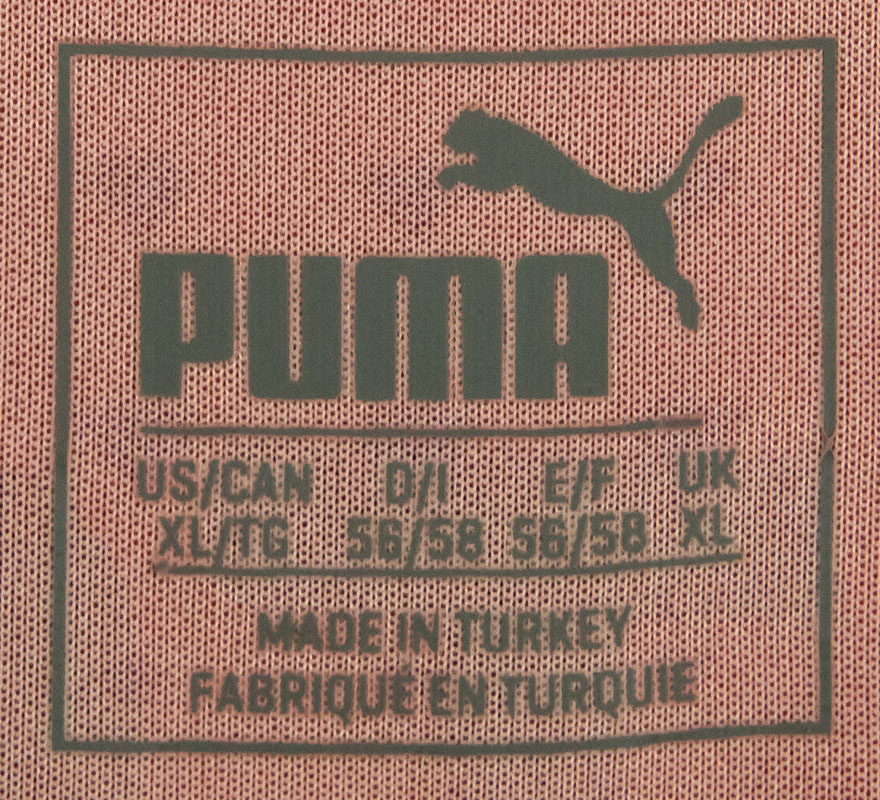 PUMA
US/CAN D/I E/F UK
XL/TG 56/58 56/58 XL
MADE IN TURKEY
FABRIQUÉ EN TURQUIE